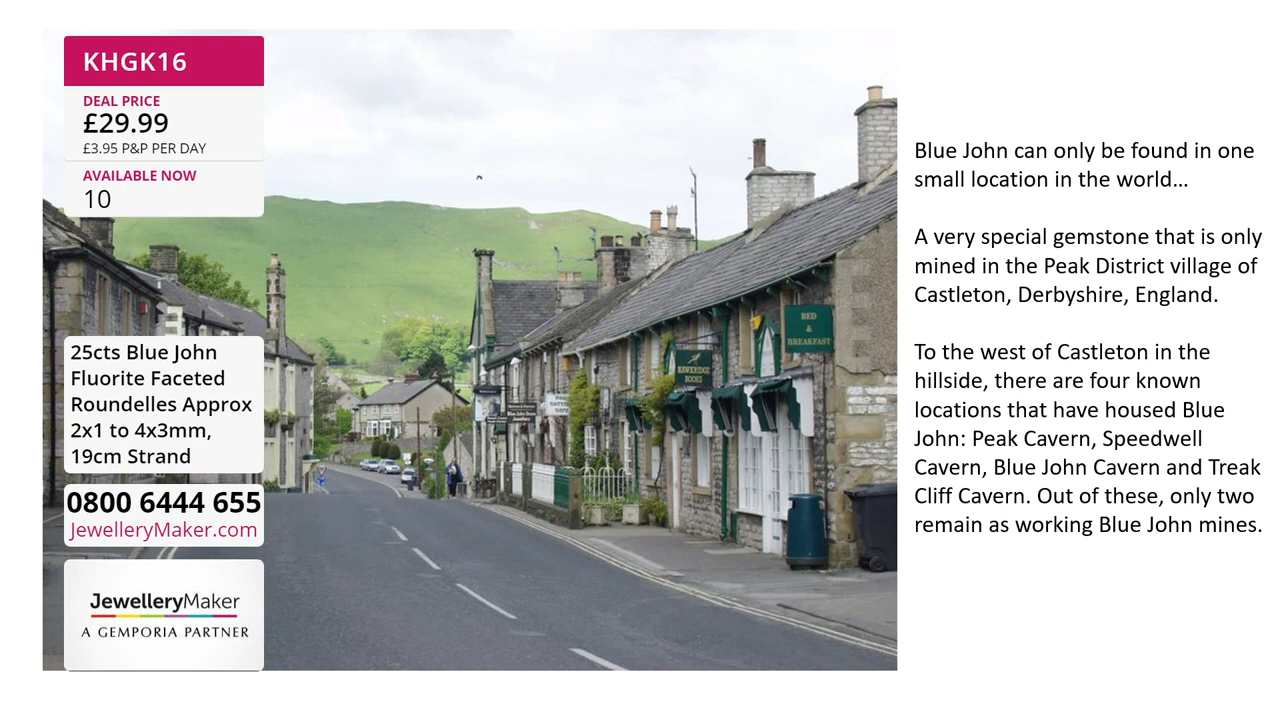 KHGK16
DEAL PRICE
£29.99
£3.95 P&P PER DAY
AVAILABLE NOW
10
25cts Blue John
Fluorite Faceted
Roundelles Approx
2x1 to 4x3mm,
19cm Strand
0800 6444 655
JewelleryMaker.com
JewelleryMaker
A GEMPORIA PARTNER
BED
&
BREAKFAST
HAWKRIDGE
BOOKS
Blue John can only be found in one
small location in the world…
A very special gemstone that is only
mined in the Peak District village of
Castleton, Derbyshire, England.
To the west of Castleton in the
hillside, there are four known
locations that have housed Blue
John: Peak Cavern, Speedwell
Cavern, Blue John Cavern and Treak
Cliff Cavern. Out of these, only two
remain as working Blue John mines.